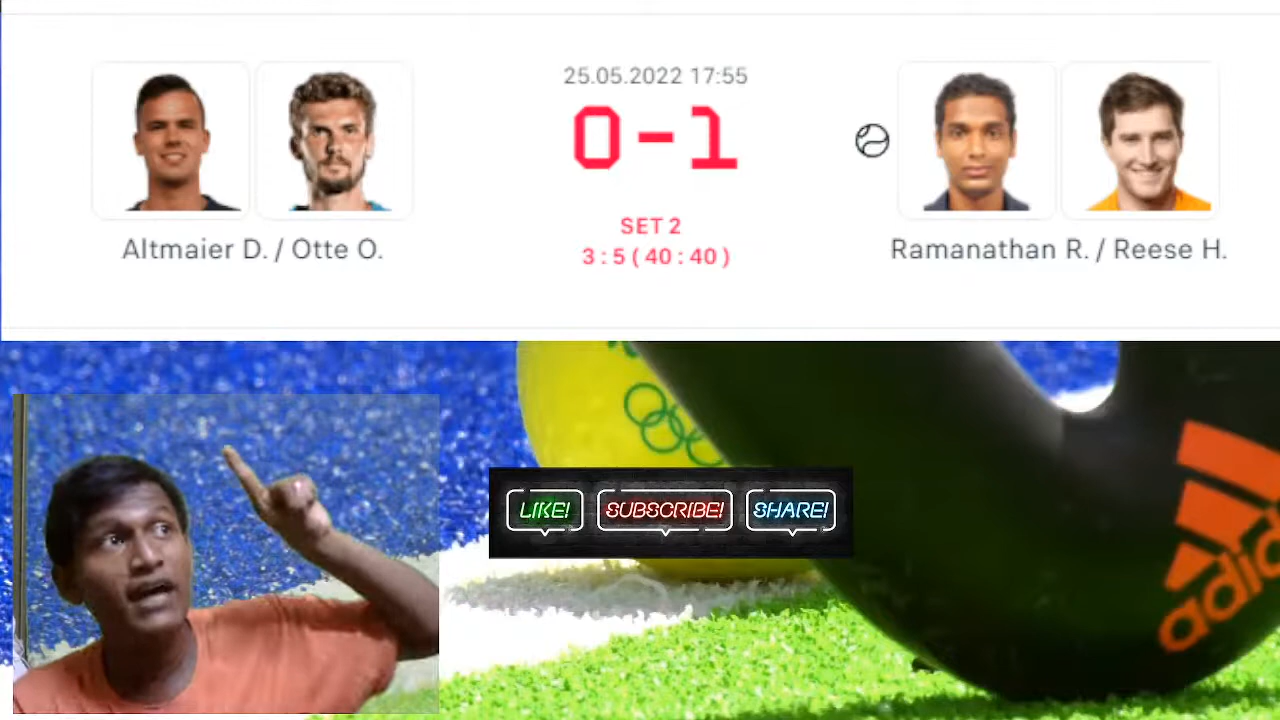 25.05.2022 17:55
0-1
SET 2
3 : 5 ( 40 : 40 )
Altmaier D. / Otte O.
Ramanathan R. / Reese H.
LIKE!
SUBSCRIBE!
SHARE!
adidas